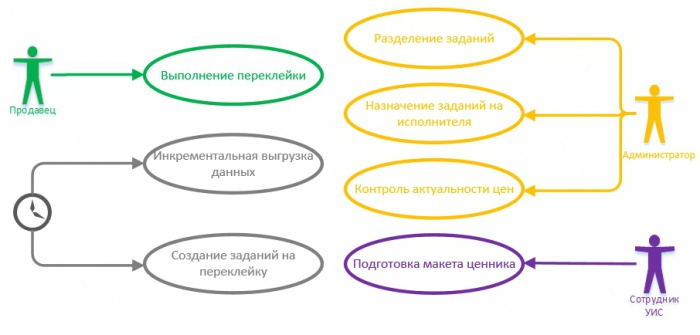 Продавец
Выполнение переклейки
Инкрементальная выгрузка
данных
Создание заданий на
переклейку
Разделение заданий
Назначение заданий на
исполнителя
Контроль актуальности цен
Администратор
Подготовка макета ценника
Сотрудник
УИС